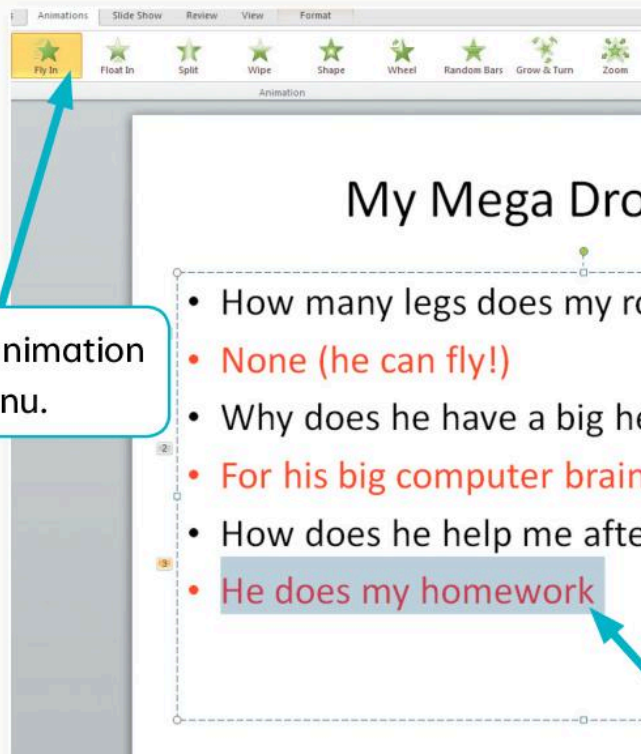 Animations Slide Show Review View Format
Fly In Float In Split Wipe Shape Wheel Random Bars Grow & Turn Zoom
Animation
My Mega Dro
• How many legs does my ro
• None (he can fly!)
nimation
nu.
• Why does he have a big he
2
• For his big computer brain
• How does he help me afte
3
• He does my homework